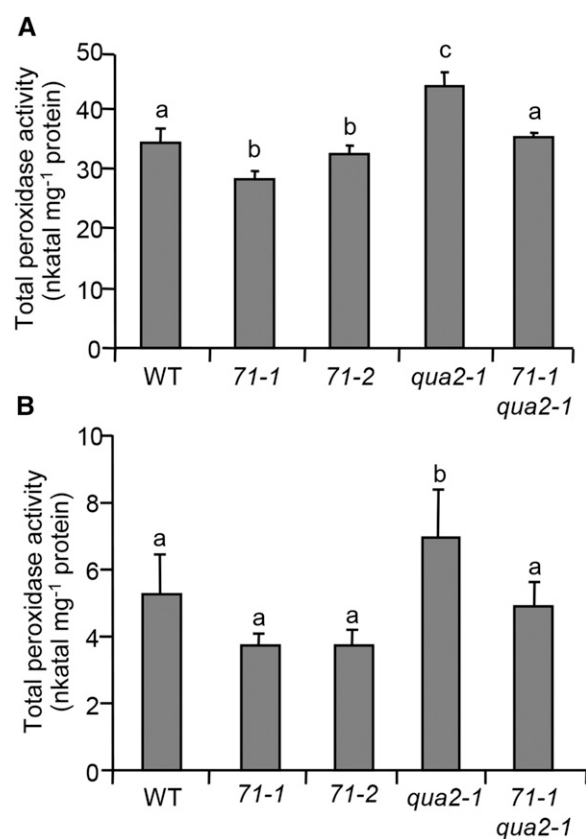 A
Total peroxidase activity
(nkatal mg⁻¹ protein)
50
40
30
20
10
0
a
b
b
c
a
WT
71-1
71-2
qua2-1
71-1
qua2-1
B
Total peroxidase activity
(nkatal mg⁻¹ protein)
10
8
6
4
2
0
a
a
a
b
a
WT
71-1
71-2
qua2-1
71-1
qua2-1